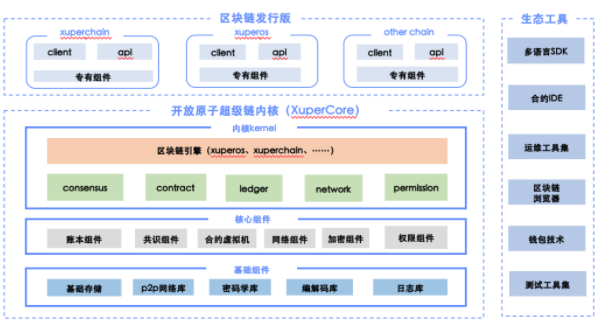 区块链发行版
xuperchain
client
api
专有组件
xuperos
client
api
专有组件
other chain
client
api
专有组件
开放原子超级链内核（XuperCore）
内核kernel
区块链引擎（xuperos、xuperchain、……）
consensus
contract
ledger
network
permission
核心组件
账本组件
共识组件
合约虚拟机
网络组件
加密组件
权限组件
基础组件
基础存储
p2p网络库
密码学库
编解码库
日志库
生态工具
多语言SDK
合约IDE
运维工具集
区块链
浏览器
钱包技术
测试工具集